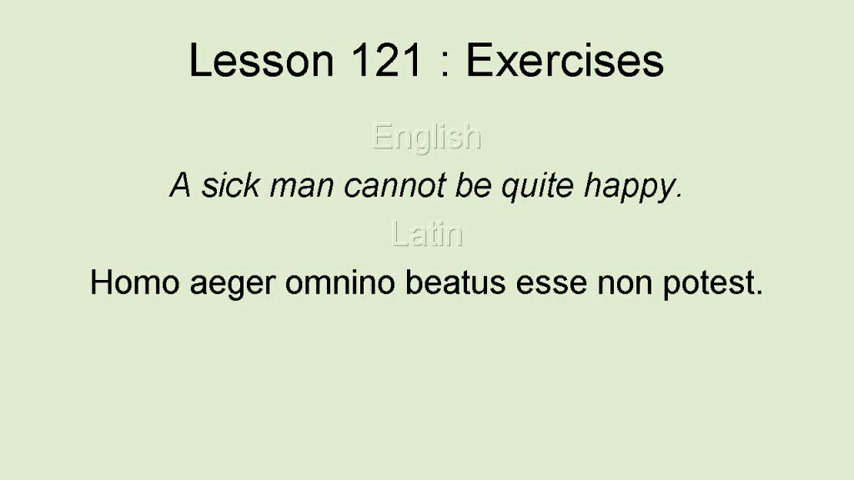 Lesson 121 : Exercises
English
A sick man cannot be quite happy.
Latin
Homo aeger omnino beatus esse non potest.